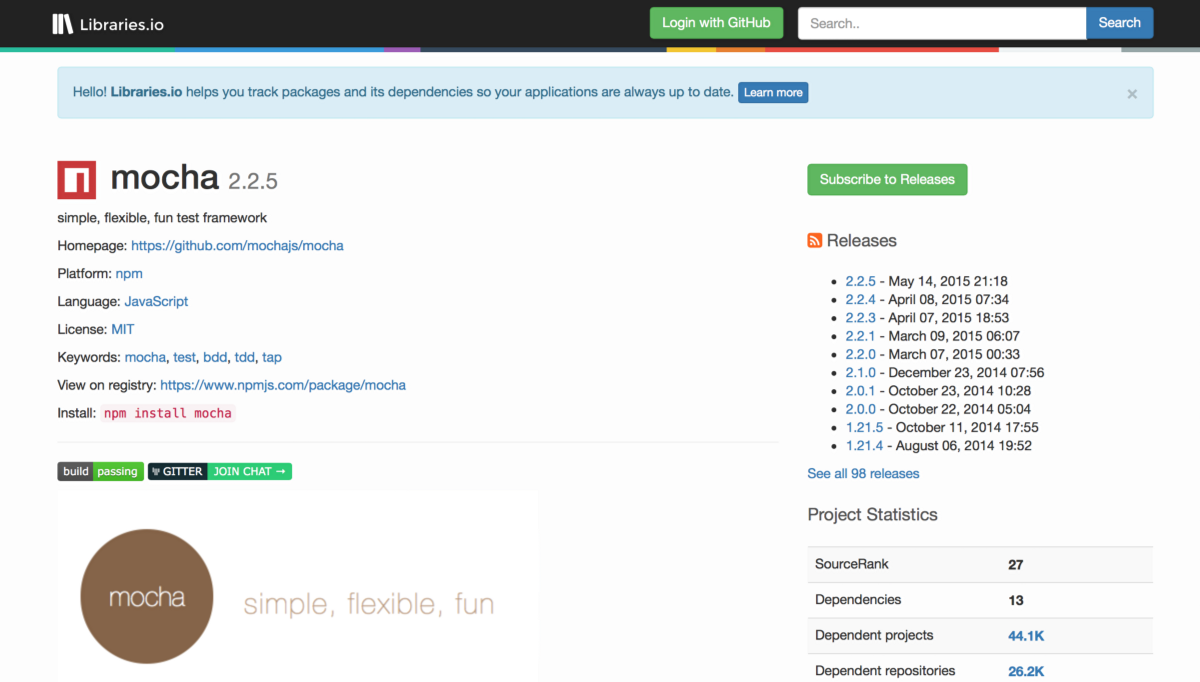 Libraries.io
Login with GitHub
Search..
Search
Hello! Libraries.io helps you track packages and its dependencies so your applications are always up to date. Learn more ×
mocha 2.2.5
simple, flexible, fun test framework
Homepage: https://github.com/mochajs/mocha
Platform: npm
Language: JavaScript
License: MIT
Keywords: mocha, test, bdd, tdd, tap
View on registry: https://www.npmjs.com/package/mocha
Install: npm install mocha
build passing GITTER JOIN CHAT →
mocha
simple, flexible, fun
Subscribe to Releases
Releases
• 2.2.5 - May 14, 2015 21:18
• 2.2.4 - April 08, 2015 07:34
• 2.2.3 - April 07, 2015 18:53
• 2.2.1 - March 09, 2015 06:07
• 2.2.0 - March 07, 2015 00:33
• 2.1.0 - December 23, 2014 07:56
• 2.0.1 - October 23, 2014 10:28
• 2.0.0 - October 22, 2014 05:04
• 1.21.5 - October 11, 2014 17:55
• 1.21.4 - August 06, 2014 19:52
See all 98 releases
Project Statistics
SourceRank 27
Dependencies 13
Dependent projects 44.1K
Dependent repositories 26.2K